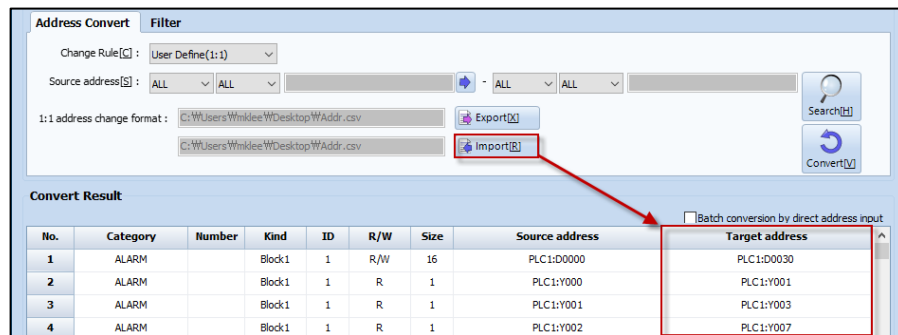 Address Convert Filter
Change Rule[C] : User Define(1:1)
Source address[S] : ALL ALL - ALL ALL
Search[H]
1:1 address change format : C:₩Users₩mklee₩Desktop₩Addr.csv Export[X]
C:₩Users₩mklee₩Desktop₩Addr.csv Import[R]
Convert[V]
Convert Result
Batch conversion by direct address input
No. Category Number Kind ID R/W Size Source address Target address
1 ALARM Block1 1 R/W 16 PLC1:D0000 PLC1:D0030
2 ALARM Block1 1 R 1 PLC1:Y000 PLC1:Y001
3 ALARM Block1 1 R 1 PLC1:Y001 PLC1:Y003
4 ALARM Block1 1 R 1 PLC1:Y002 PLC1:Y007